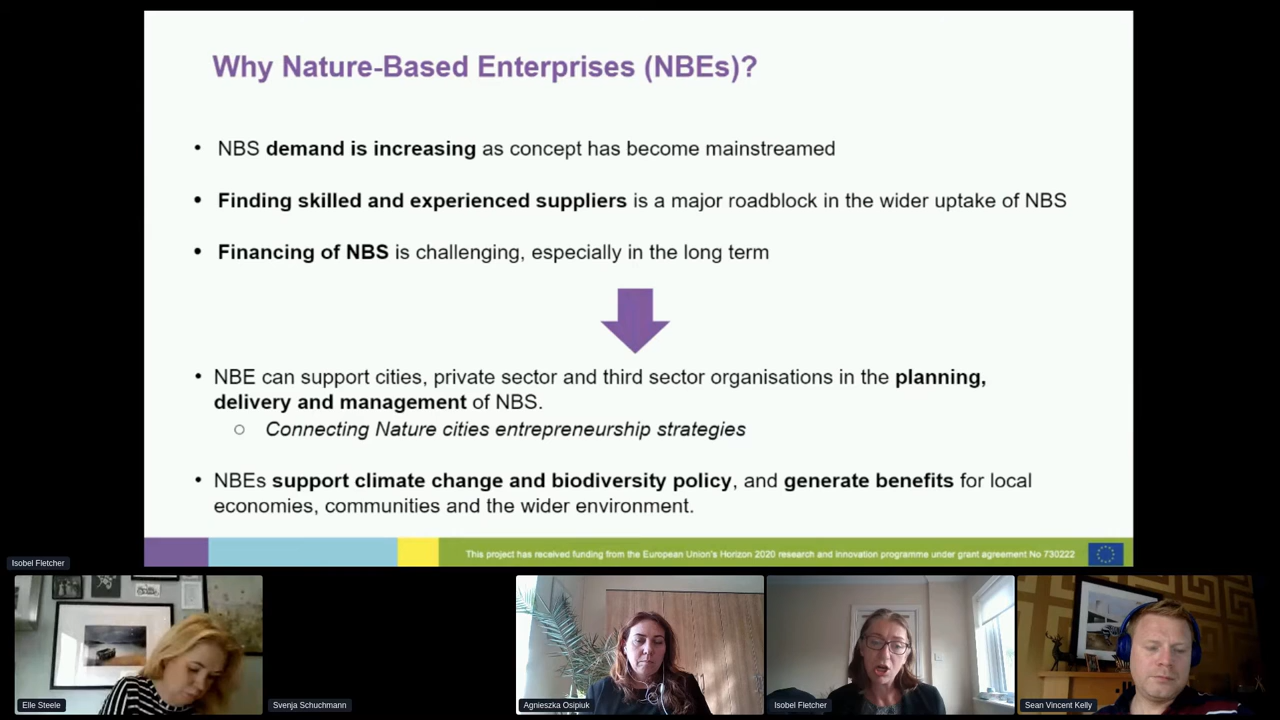 Why Nature-Based Enterprises (NBEs)?
• NBS demand is increasing as concept has become mainstreamed
• Finding skilled and experienced suppliers is a major roadblock in the wider uptake of NBS
• Financing of NBS is challenging, especially in the long term
• NBE can support cities, private sector and third sector organisations in the planning,
delivery and management of NBS.
○ Connecting Nature cities entrepreneurship strategies
• NBEs support climate change and biodiversity policy, and generate benefits for local
economies, communities and the wider environment.
This project has received funding from the European Union's Horizon 2020 research and innovation programme under grant agreement No 730222
Isobel Fletcher
Elle Steele
Svenja Schuchmann
Agnieszka Osipiuk
Isobel Fletcher
Sean Vincent Kelly